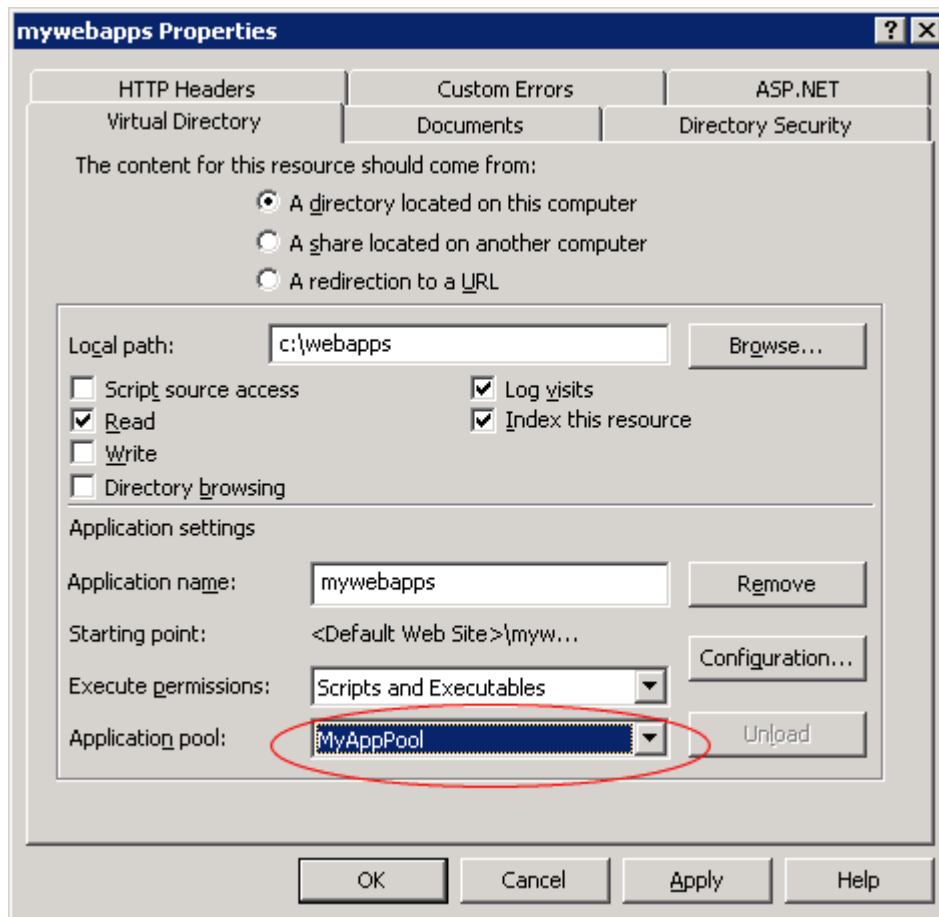 mywebapps Properties
HTTP Headers Custom Errors ASP.NET
Virtual Directory Documents Directory Security
The content for this resource should come from:
A directory located on this computer
A share located on another computer
A redirection to a URL
Local path: c:\webapps Browse...
Script source access Log visits
Read Index this resource
Write
Directory browsing
Application settings
Application name: mywebapps Remove
Starting point: <Default Web Site>\myw...
Configuration...
Execute permissions: Scripts and Executables
Application pool: MyAppPool Unload
OK Cancel Apply Help